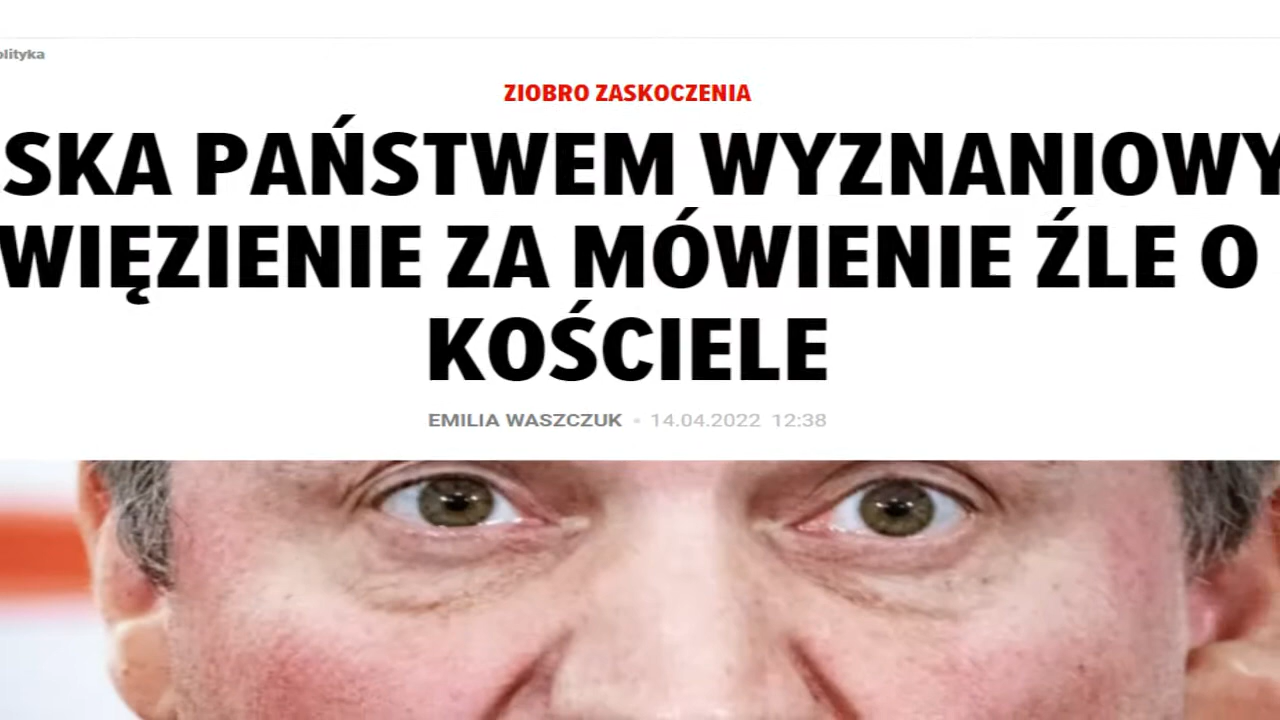 olityka
ZIOBRO ZASKOCZENIA
SKA PAŃSTWEM WYZNANIOWY
WIĘZIENIE ZA MÓWIENIE ŹLE O
KOŚCIELE
EMILIA WASZCZUK • 14.04.2022 12:38